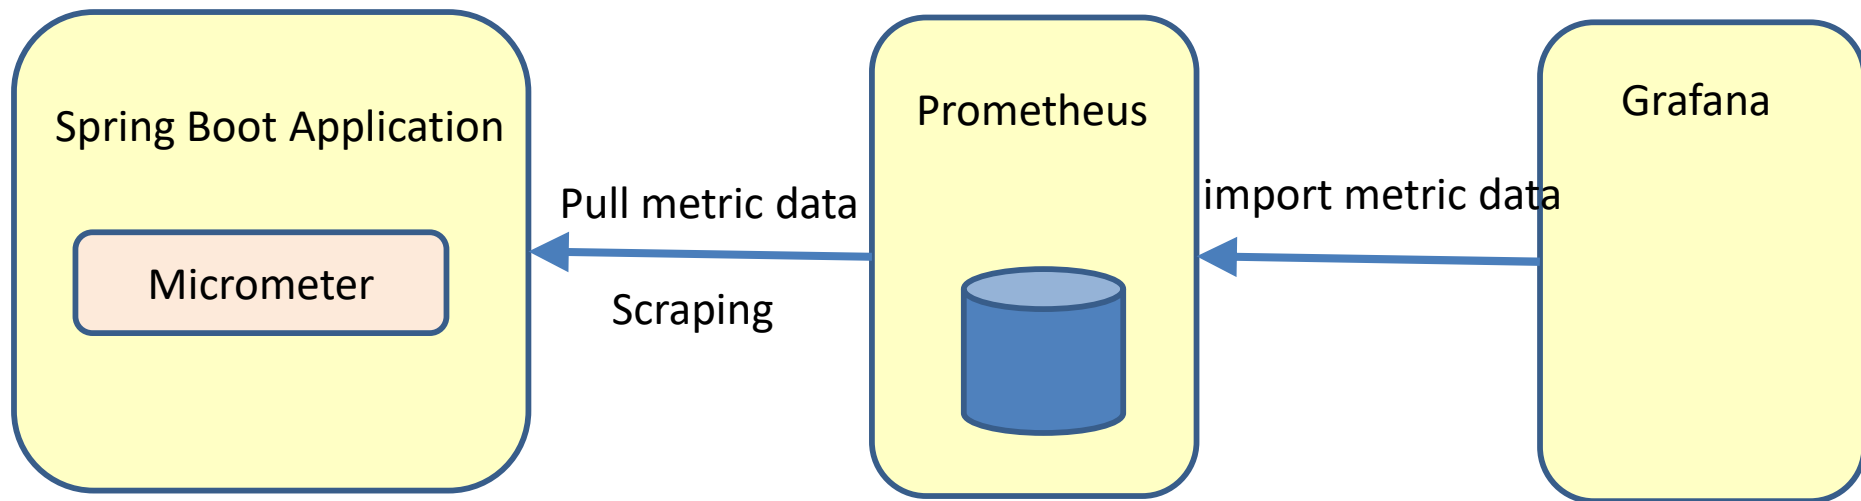 Spring Boot Application
Micrometer
Pull metric data
Scraping
Prometheus
import metric data
Grafana